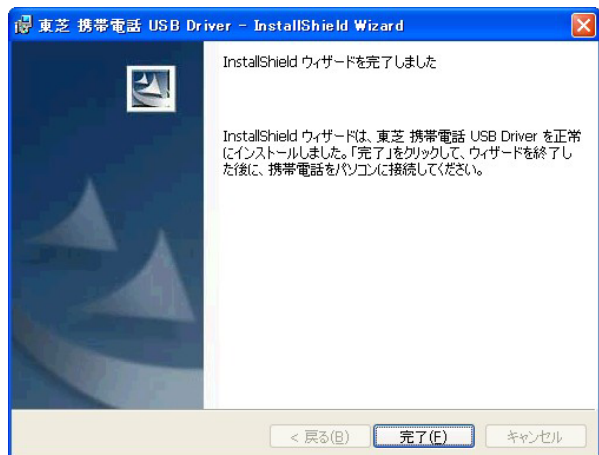 東芝 携帯電話 USB Driver - InstallShield Wizard
InstallShield ウィザードを完了しました
InstallShield ウィザードは、東芝 携帯電話 USB Driver を正常
にインストールしました。「完了」をクリックして、ウィザードを終了し
た後に、携帯電話をパソコンに接続してください。
< 戻る(B)
完了(F)
キャンセル